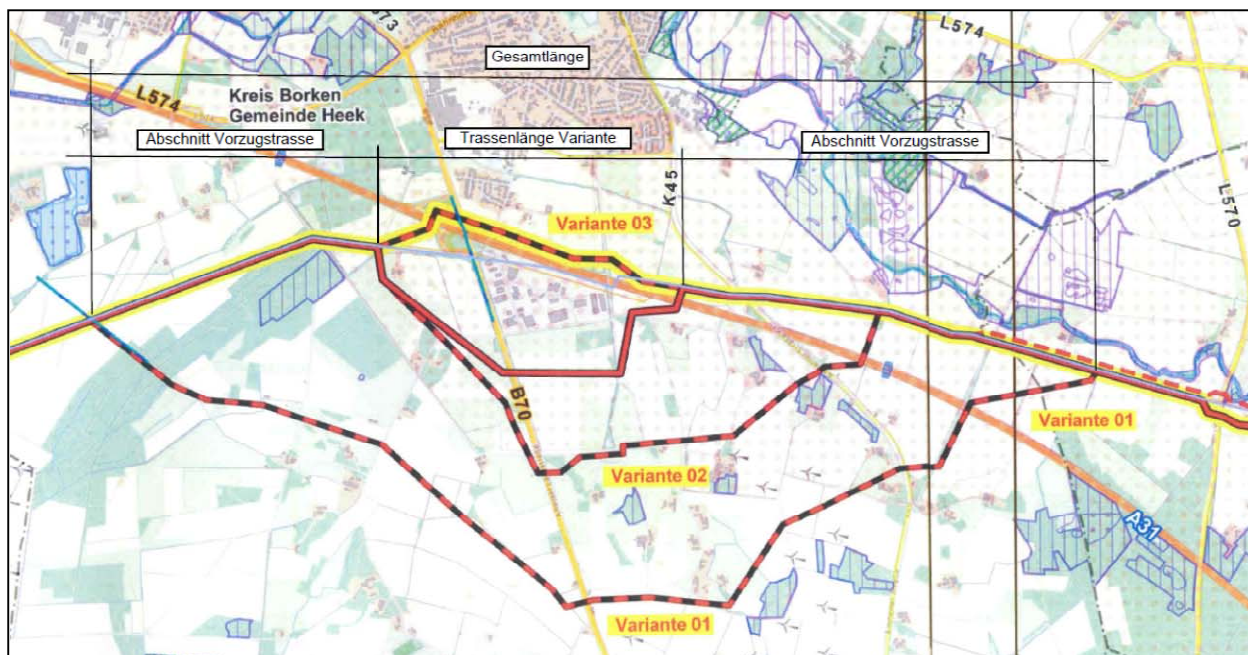 573
L574
Gesamtlänge
L574
Kreis Borken
Gemeinde Heek
Abschnitt Vorzugstrasse
Trassenlänge Variante
Abschnitt Vorzugstrasse
K45
L570
Variante 03
B70
Variante 01
Variante 02
A31
Variante 01